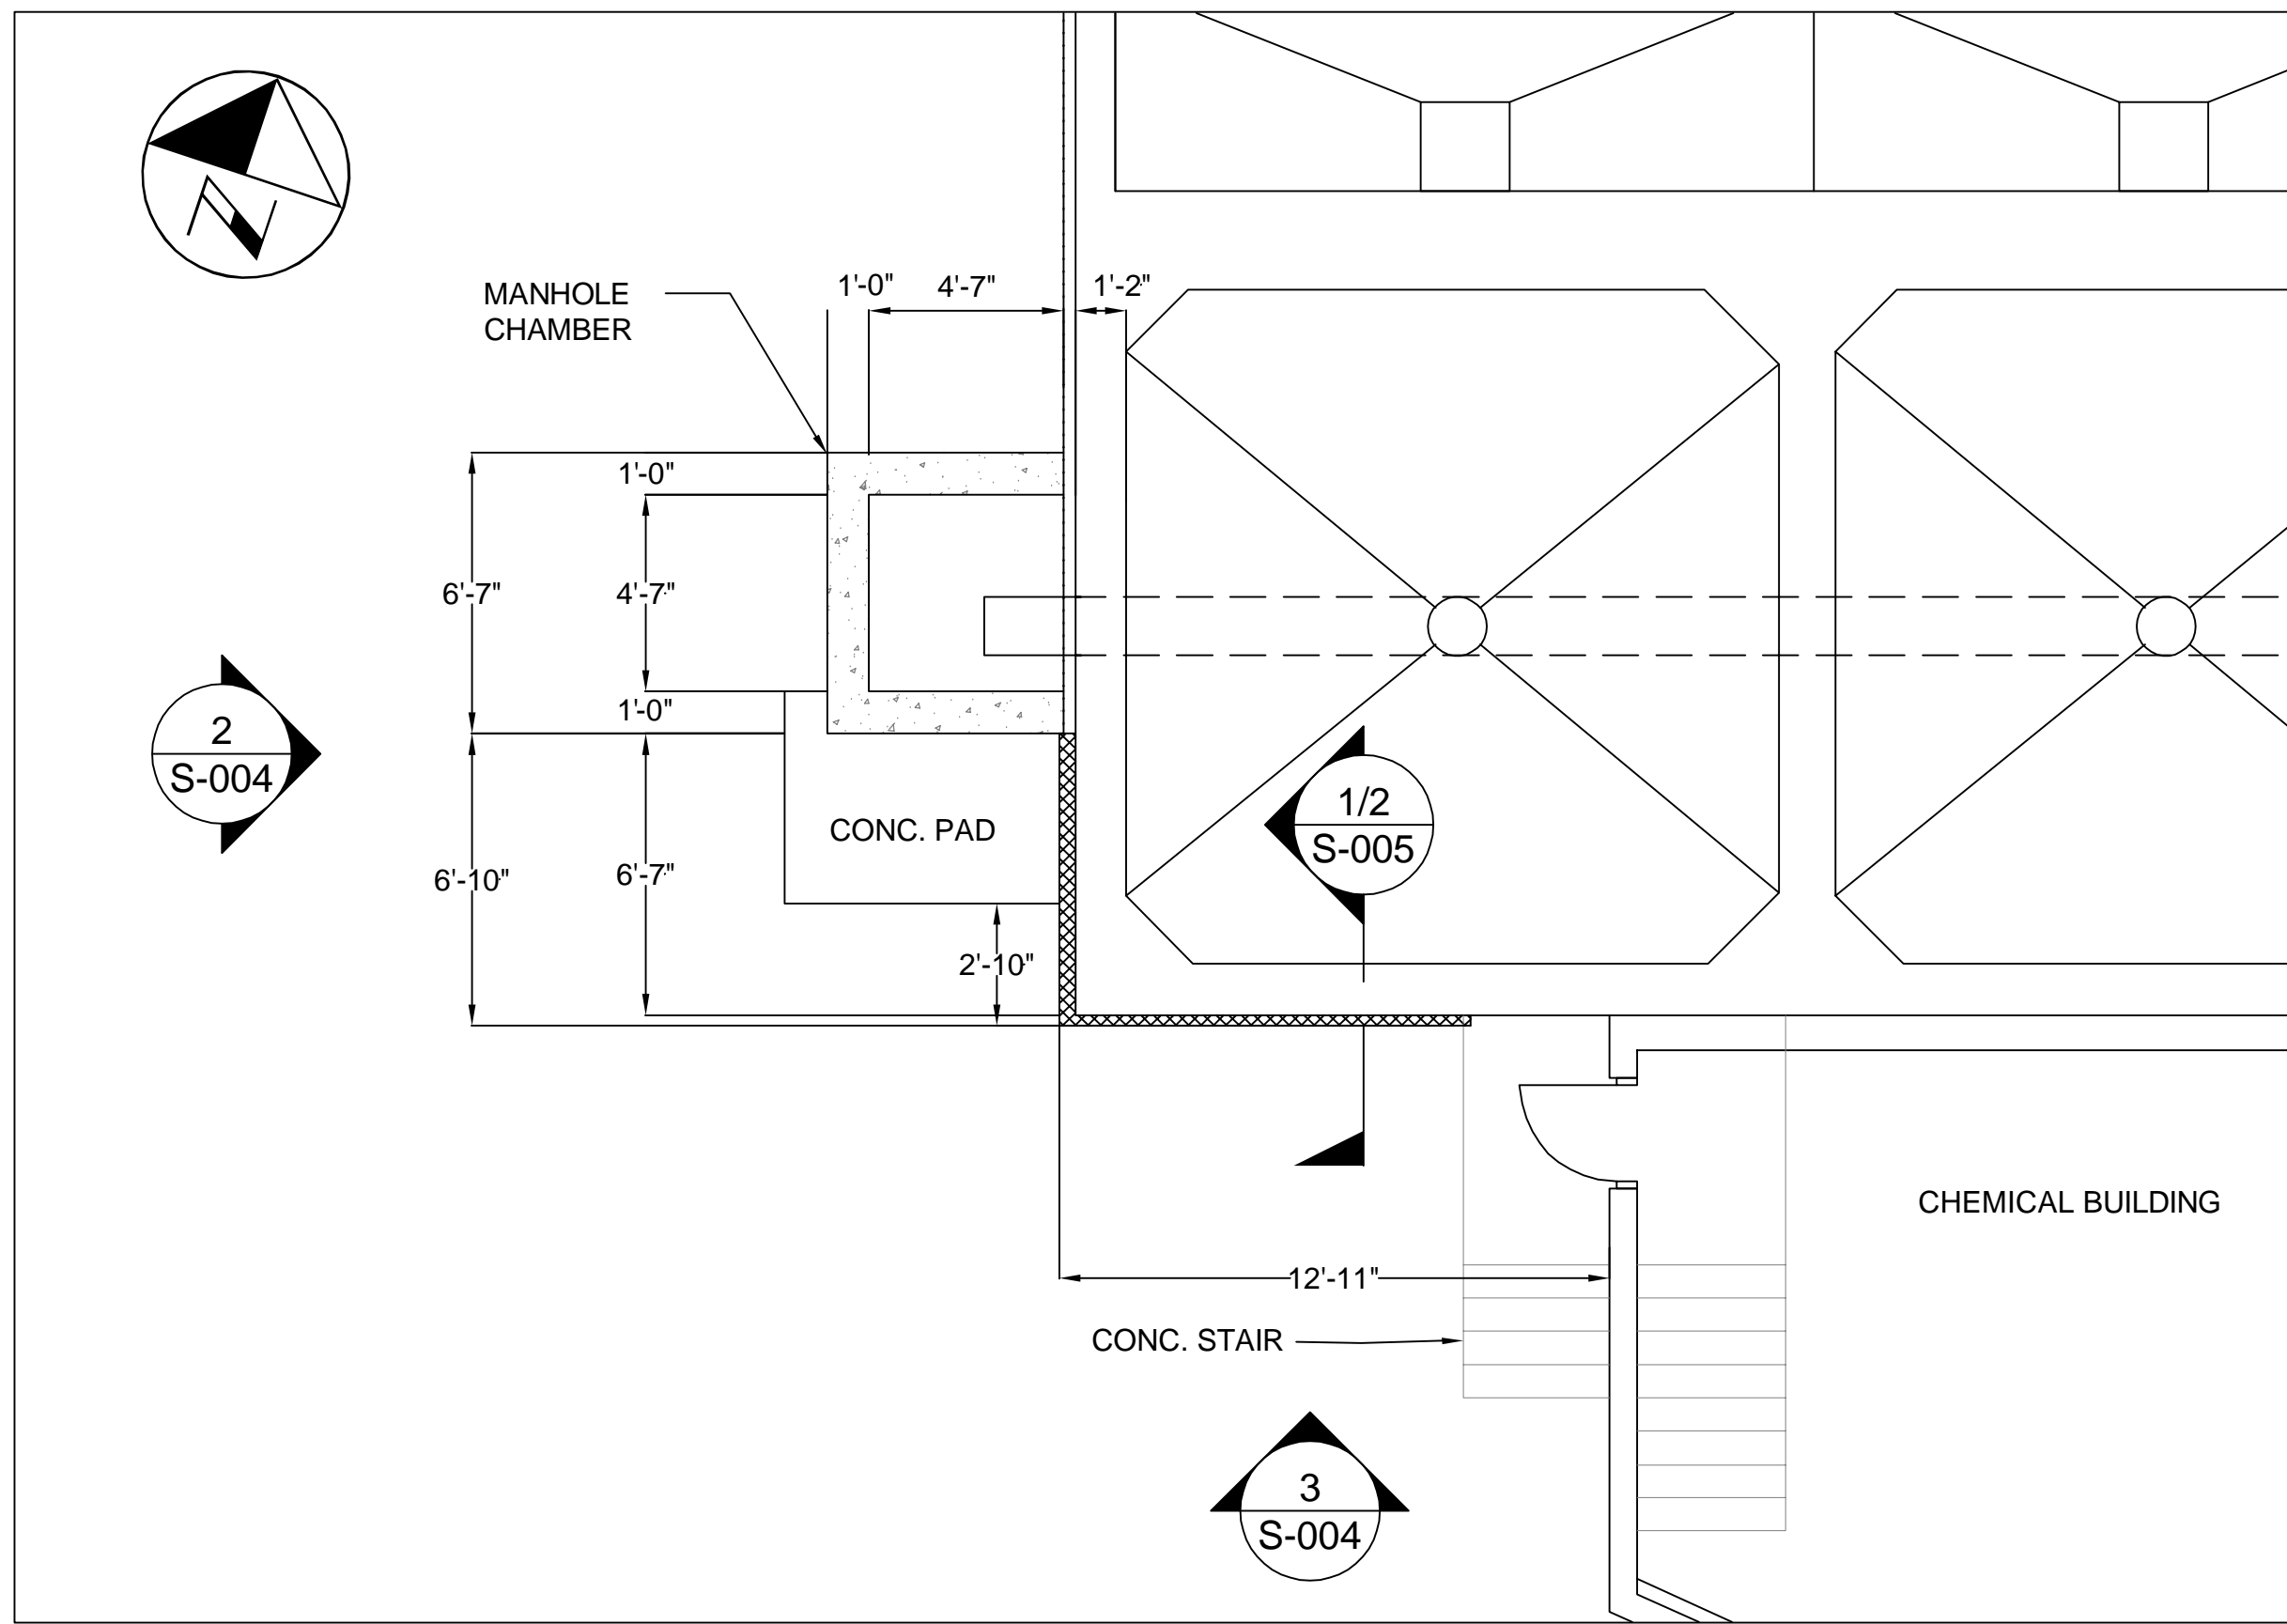 N
1'-0" 4'-7" 1'-2"
MANHOLE
CHAMBER
1'-0"
6'-7" 4'-7"
1'-0"
2
S-004
1/2
S-005
CONC. PAD
6'-10" 6'-7"
2'-10"
CHEMICAL BUILDING
12'-11"
CONC. STAIR
3
S-004